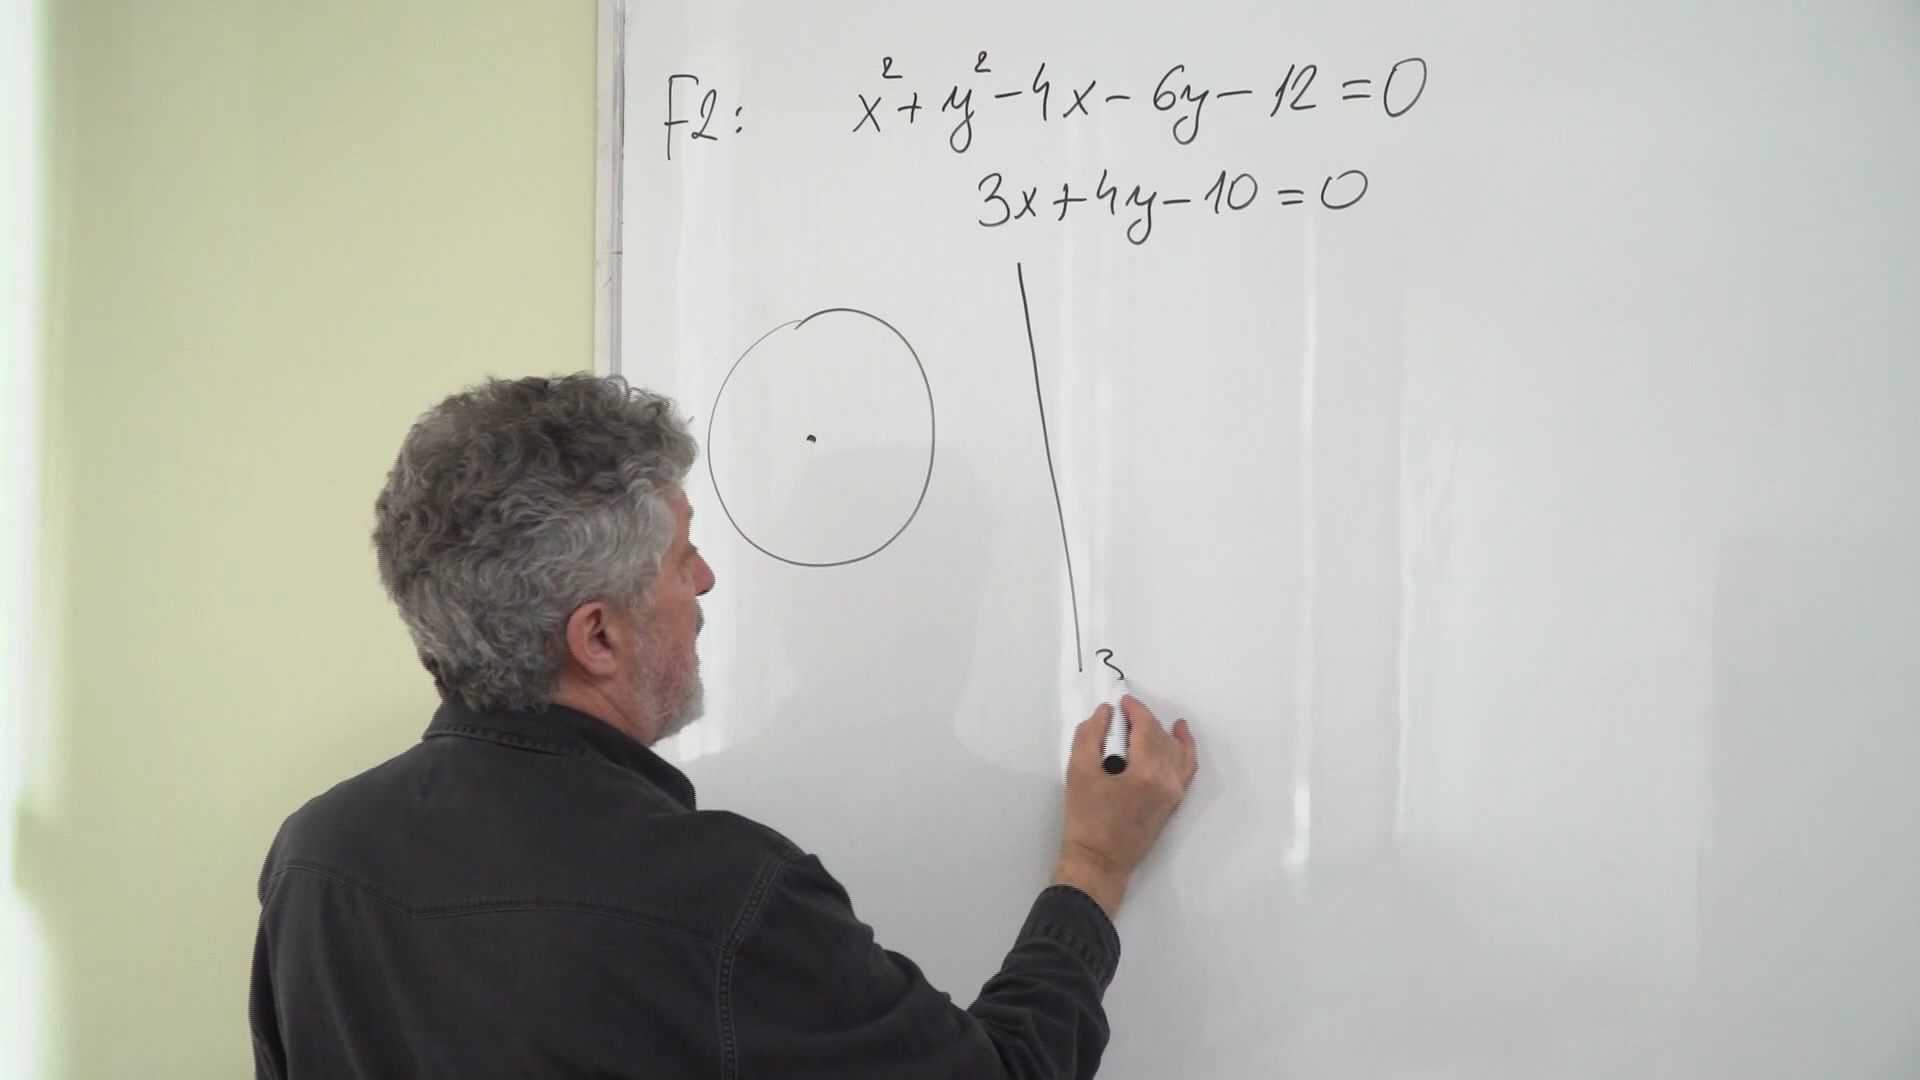 F2: x² + y² - 4x - 6y - 12 = 0
3x + 4y - 10 = 0
3